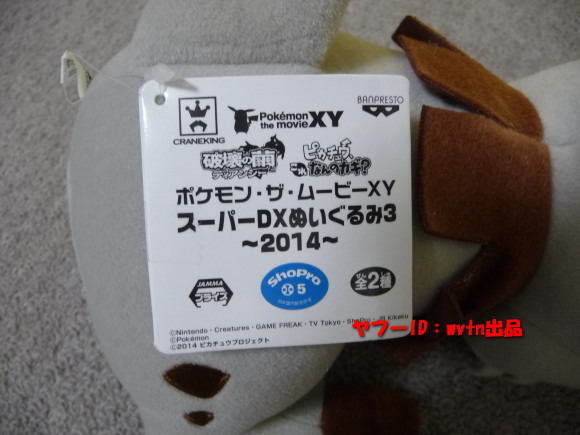 CRANEKING
Pokémon
the movie XY
BANPRESTO
破壊の繭
ディアンシー
ピカチュウ
これなんのカギ?
ポケモン・ザ・ムービーXY
スーパーDXぬいぐるみ3
～2014～
JAMMA
プライズ
ShoPro
小 5
全2種
©Nintendo・Creatures・GAME FREAK・TV Tokyo・ShoPro・JR Kikaku
©Pokémon
©2014 ピカチュウプロジェクト
ヤフーID：wvtn出品